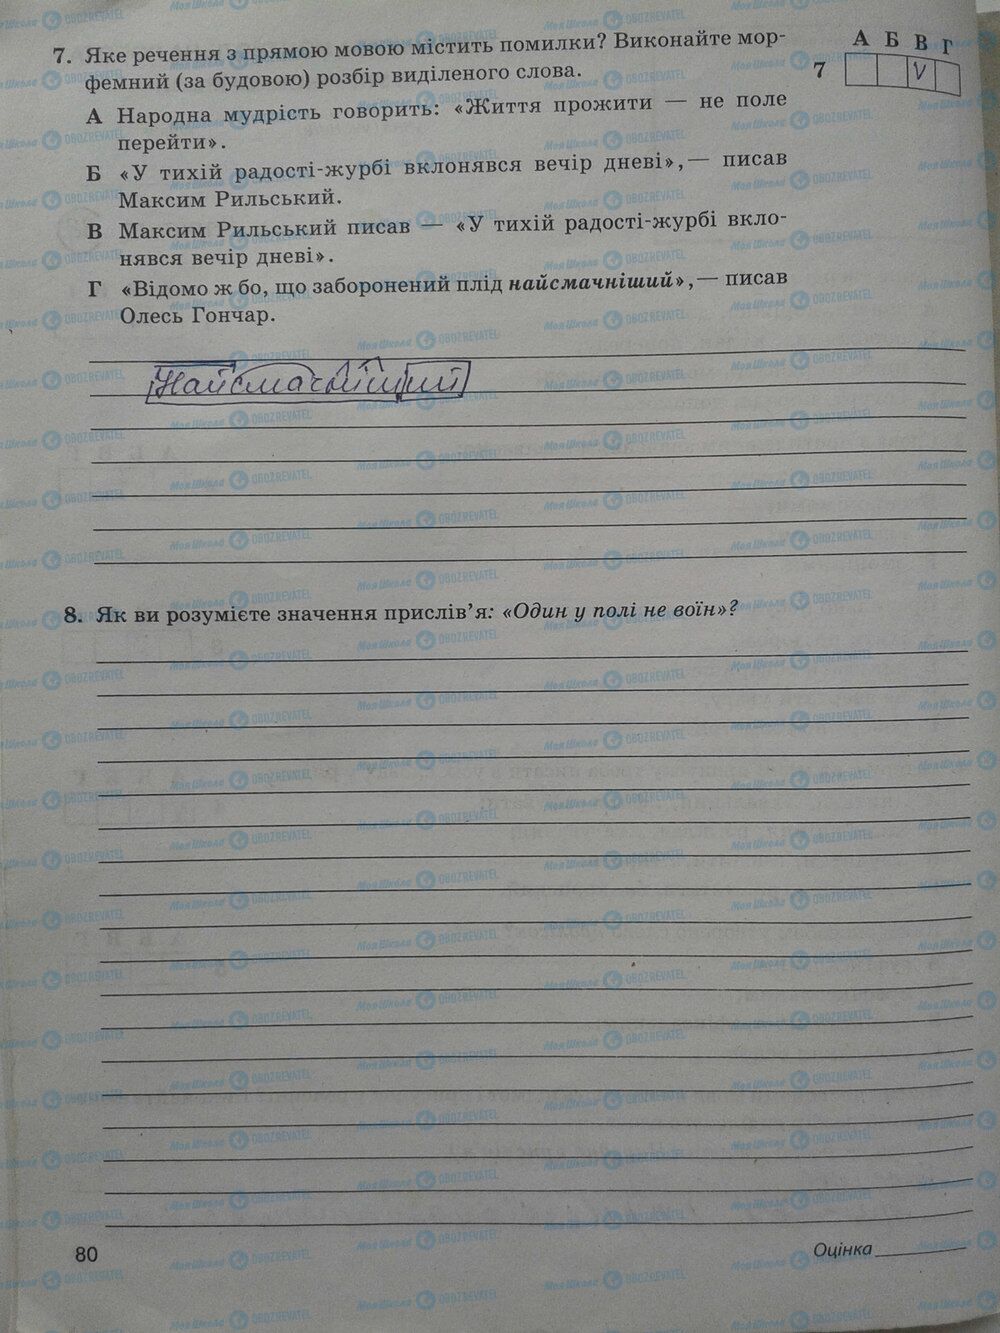 7. Яке речення з прямою мовою містить помилки? Виконайте мор-
фемний (за будовою) розбір виділеного слова.
А Б В Г
7 V
А Народна мудрість говорить: «Життя прожити — не поле
перейти».
Б «У тихій радості-журбі вклонявся вечір дневі»,— писав
Максим Рильський.
В Максим Рильський писав — «У тихій радості-журбі вкло-
нявся вечір дневі».
Г «Відомо ж бо, що заборонений плід найсмачніший»,— писав
Олесь Гончар.
Найсмачніший
8. Як ви розумієте значення прислів’я: «Один у полі не воїн»?
80
Оцінка
МояШкола OBOZREVATEL